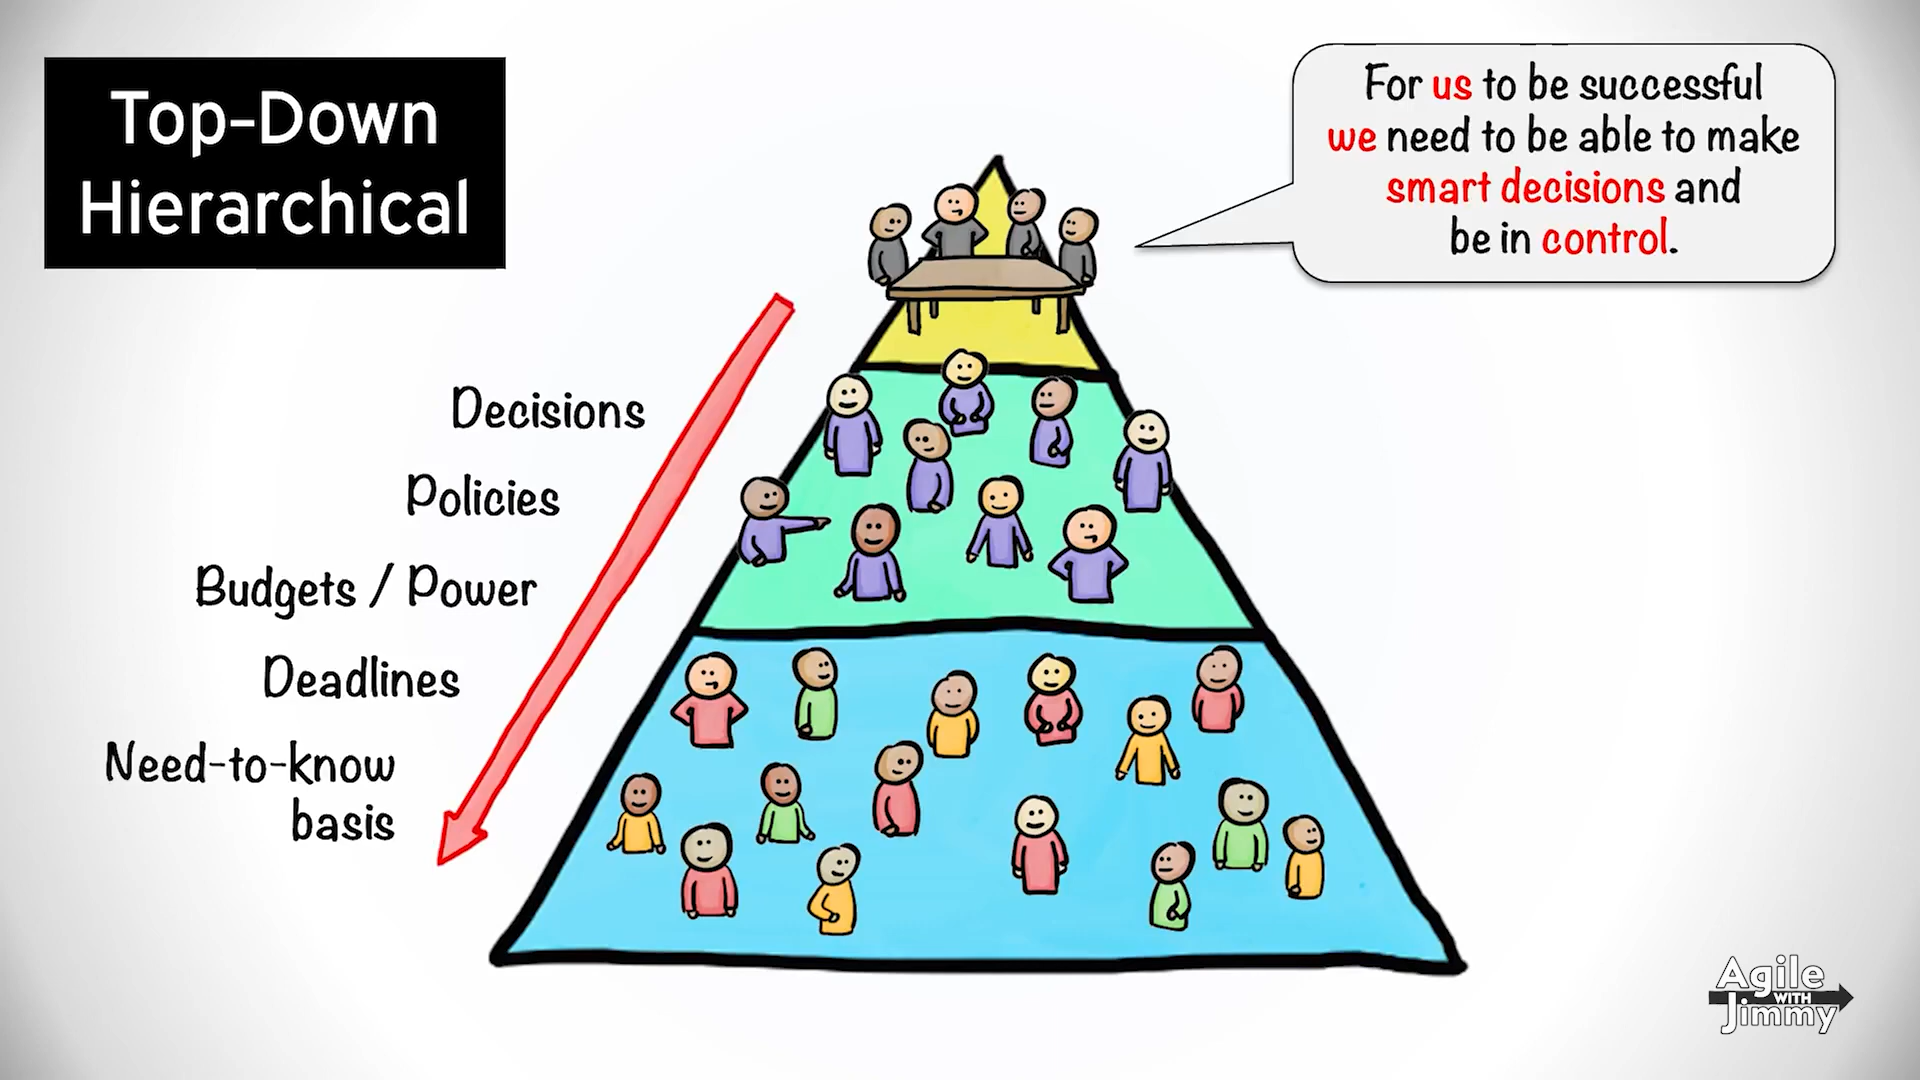 Top-Down
Hierarchical
For us to be successful
we need to be able to make
smart decisions and
be in control.
Decisions
Policies
Budgets / Power
Deadlines
Need-to-know
basis
Agile
WITH
Jimmy